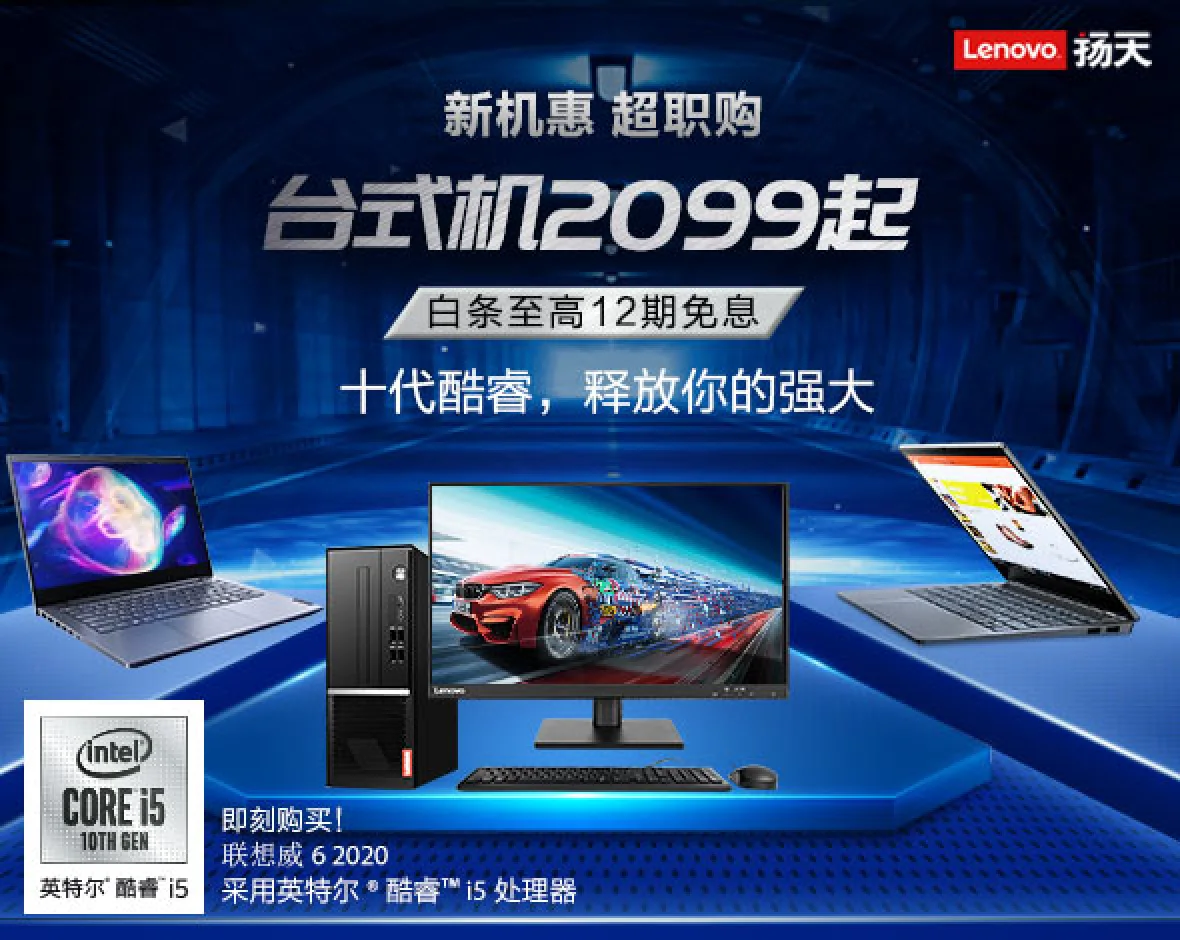 Lenovo 扬天
新机惠 超职购
台式机2099起
白条至高12期免息
十代酷睿，释放你的强大
Lenovo
intel
CORE i5
10TH GEN
英特尔® 酷睿™ i5
即刻购买！
联想威 6 2020
采用英特尔 ® 酷睿™ i5 处理器